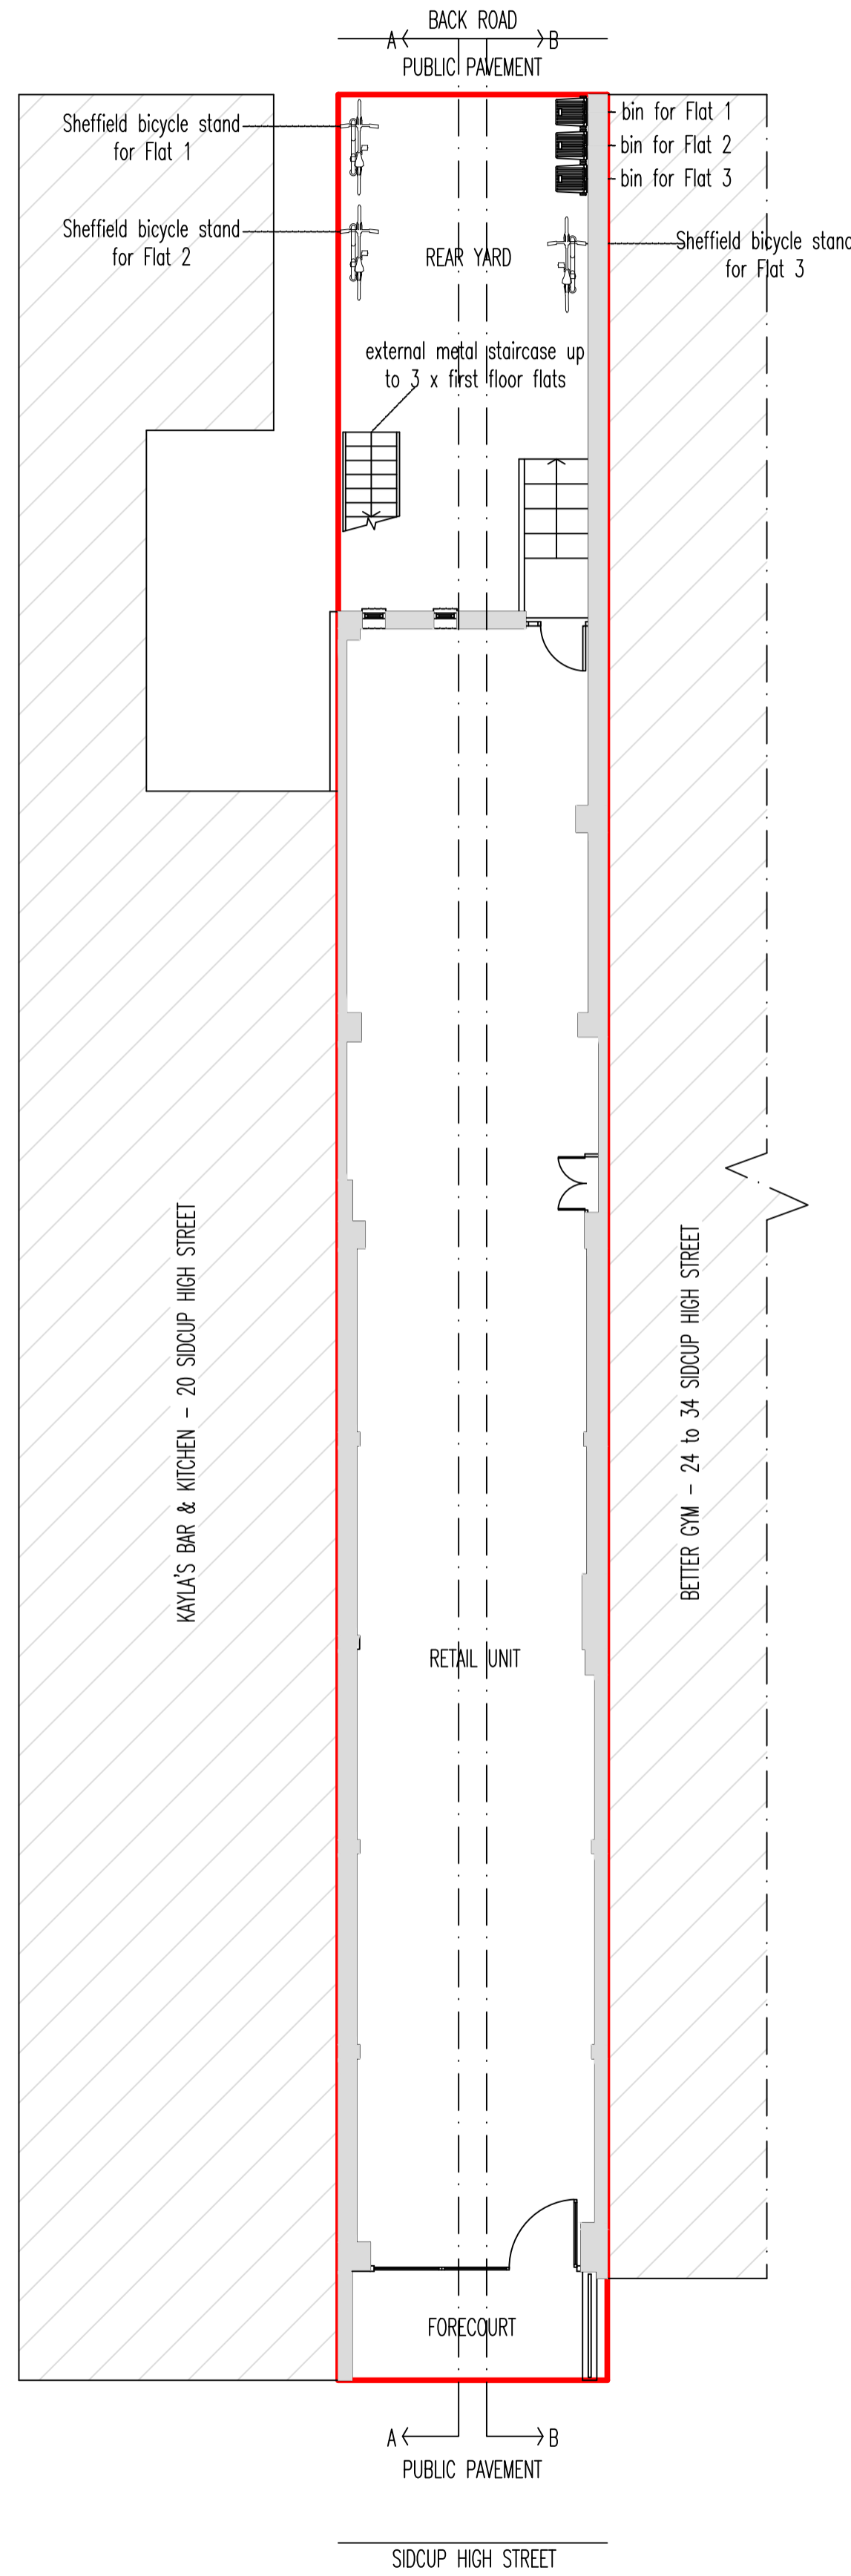 BACK ROAD
A B
PUBLIC PAVEMENT
Sheffield bicycle stand
for Flat 1
bin for Flat 1
bin for Flat 2
bin for Flat 3
Sheffield bicycle stand
for Flat 2
REAR YARD
Sheffield bicycle stand
for Flat 3
external metal staircase up
to 3 x first floor flats
KAYLA'S BAR & KITCHEN - 20 SIDCUP HIGH STREET
BETTER GYM - 24 to 34 SIDCUP HIGH STREET
RETAIL UNIT
FORECOURT
A B
PUBLIC PAVEMENT
SIDCUP HIGH STREET